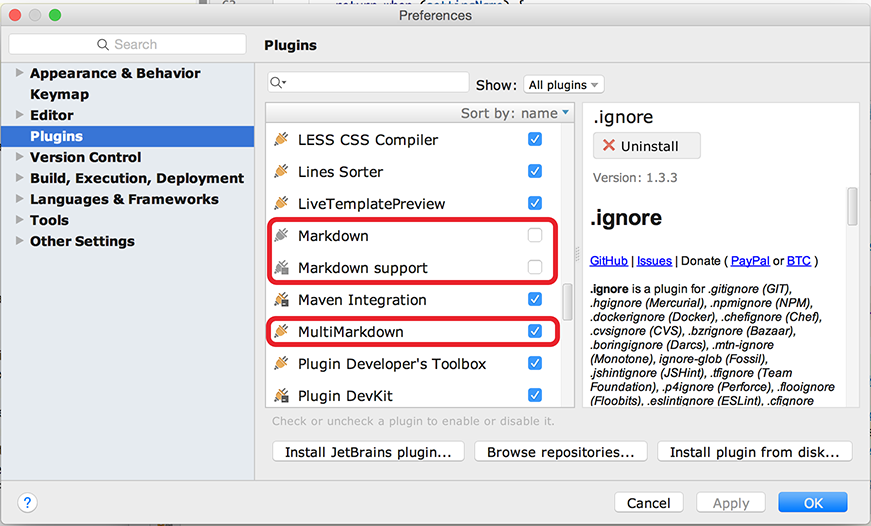 Preferences
Search
Plugins
Appearance & Behavior
Keymap
Editor
Plugins
Version Control
Build, Execution, Deployment
Languages & Frameworks
Tools
Other Settings
Show: All plugins
Sort by: name
LESS CSS Compiler
Lines Sorter
LiveTemplatePreview
Markdown
Markdown support
Maven Integration
MultiMarkdown
Plugin Developer's Toolbox
Plugin DevKit
Check or uncheck a plugin to enable or disable it.
Install JetBrains plugin...
Browse repositories...
Install plugin from disk...
.ignore
Uninstall
Version: 1.3.3
.ignore
GitHub | Issues | Donate ( PayPal or BTC )
.ignore is a plugin for .gitignore (GIT),
.hgignore (Mercurial), .npmignore (NPM),
.dockerignore (Docker), .chefignore (Chef),
.cvsignore (CVS), .bzrignore (Bazaar),
.boringignore (Darcs), .mtn-ignore
(Monotone), ignore-glob (Fossil),
.jshintignore (JSHint), .tfignore (Team
Foundation), .p4ignore (Perforce), .flooignore
(Floobits), .eslintignore (ESLint), .cfignore
?
Cancel
Apply
OK